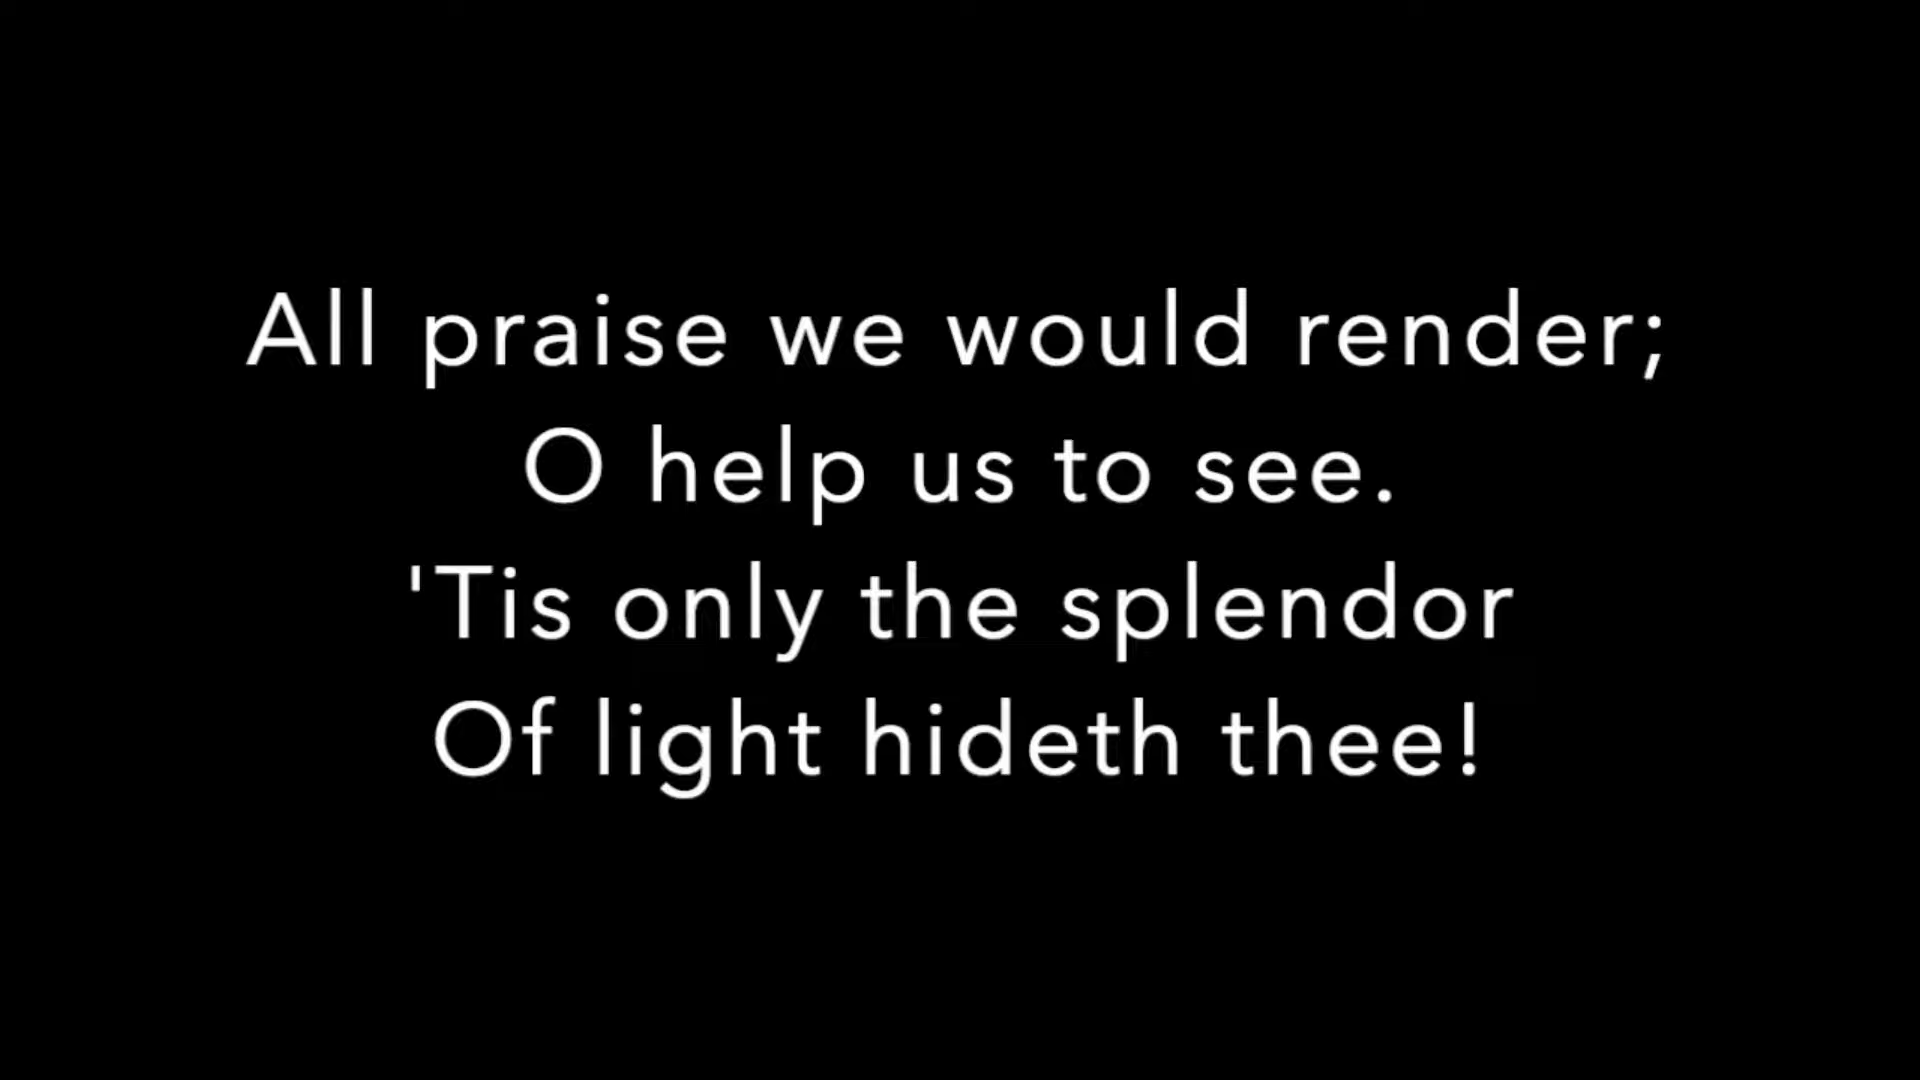 All praise we would render;
O help us to see.
'Tis only the splendor
Of light hideth thee!